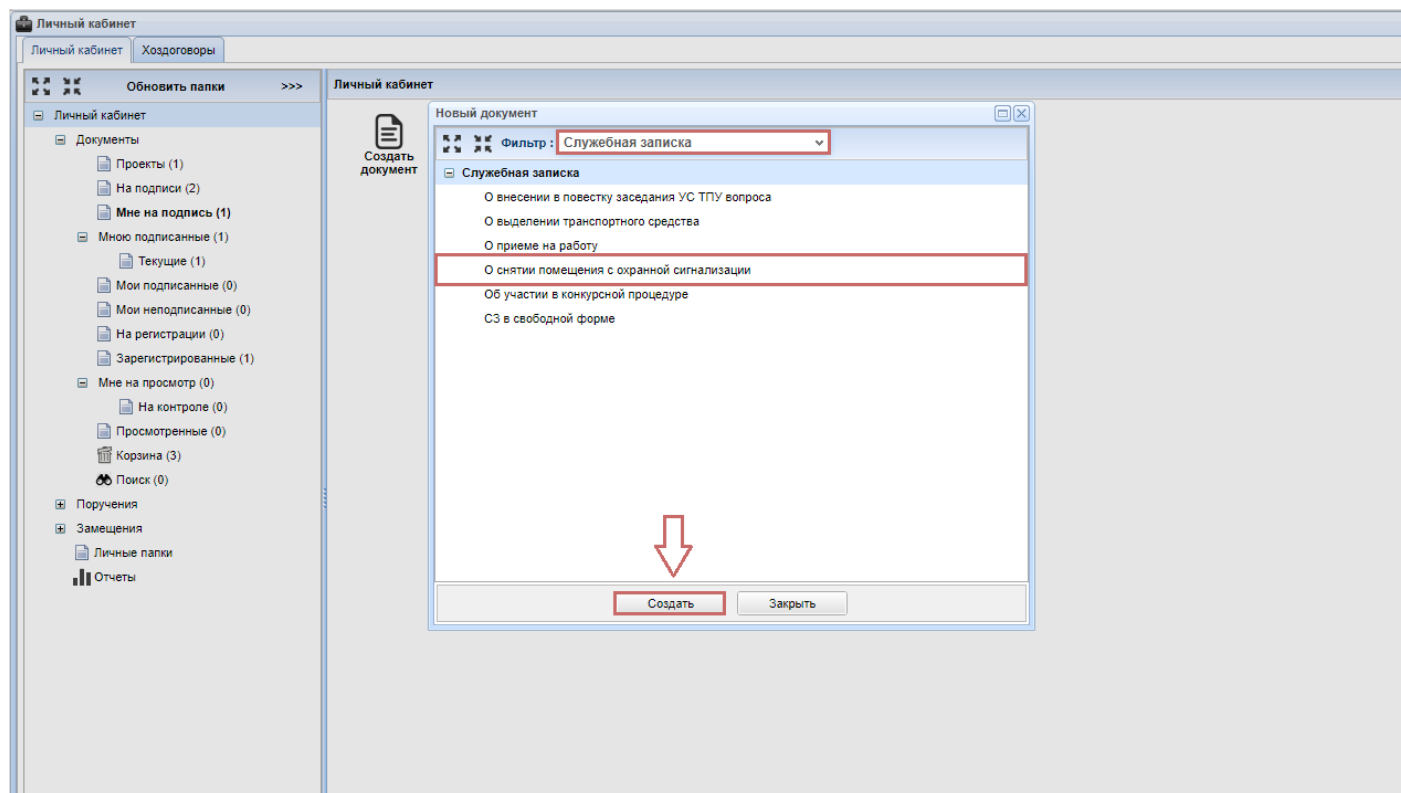 Личный кабинет
Личный кабинет
Хоздоговоры
Обновить папки >>>
Личный кабинет
Документы
Проекты (1)
На подписи (2)
Мне на подпись (1)
Мною подписанные (1)
Текущие (1)
Мои подписанные (0)
Мои неподписанные (0)
На регистрации (0)
Зарегистрированные (1)
Мне на просмотр (0)
На контроле (0)
Просмотренные (0)
Корзина (3)
Поиск (0)
Поручения
Замещения
Личные папки
Отчеты
Личный кабинет
Создать
документ
Новый документ
Фильтр : Служебная записка
Служебная записка
О внесении в повестку заседания УС ТПУ вопроса
О выделении транспортного средства
О приеме на работу
О снятии помещения с охранной сигнализации
Об участии в конкурсной процедуре
СЗ в свободной форме
Создать
Закрыть